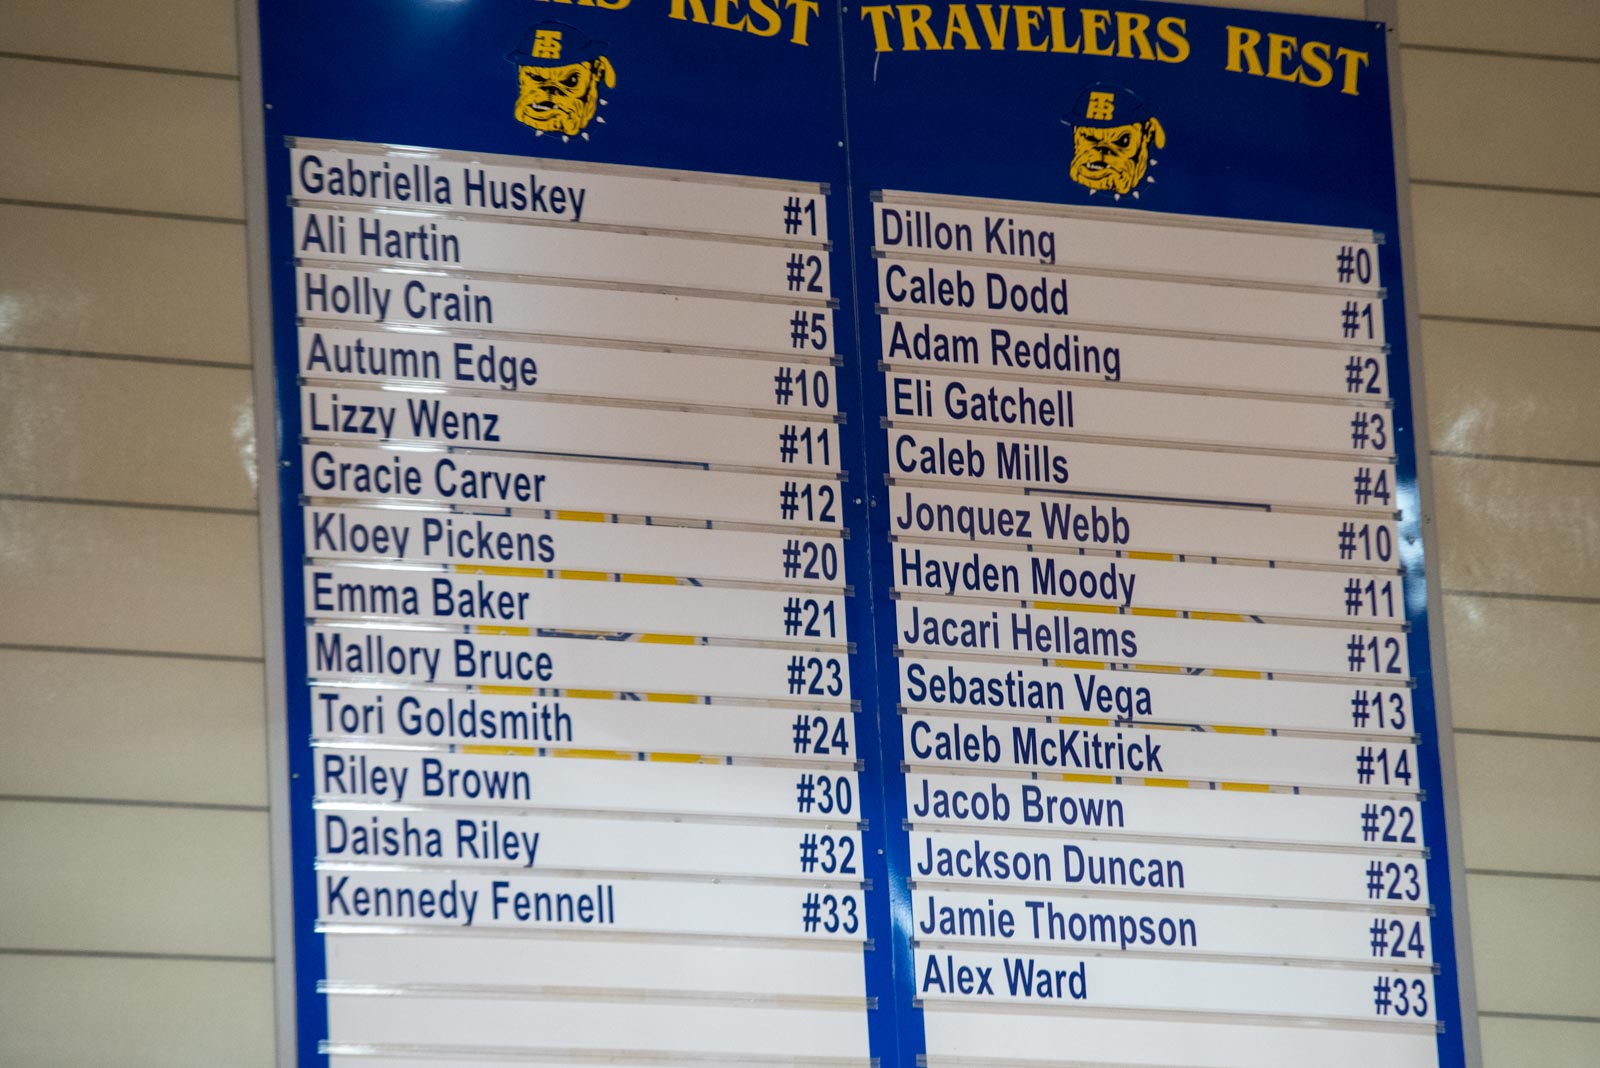 REST
TR
Gabriella Huskey #1
Ali Hartin #2
Holly Crain #5
Autumn Edge #10
Lizzy Wenz #11
Gracie Carver #12
Kloey Pickens #20
Emma Baker #21
Mallory Bruce #23
Tori Goldsmith #24
Riley Brown #30
Daisha Riley #32
Kennedy Fennell #33
TRAVELERS REST
TR
Dillon King #0
Caleb Dodd #1
Adam Redding #2
Eli Gatchell #3
Caleb Mills #4
Jonquez Webb #10
Hayden Moody #11
Jacari Hellams #12
Sebastian Vega #13
Caleb McKitrick #14
Jacob Brown #22
Jackson Duncan #23
Jamie Thompson #24
Alex Ward #33